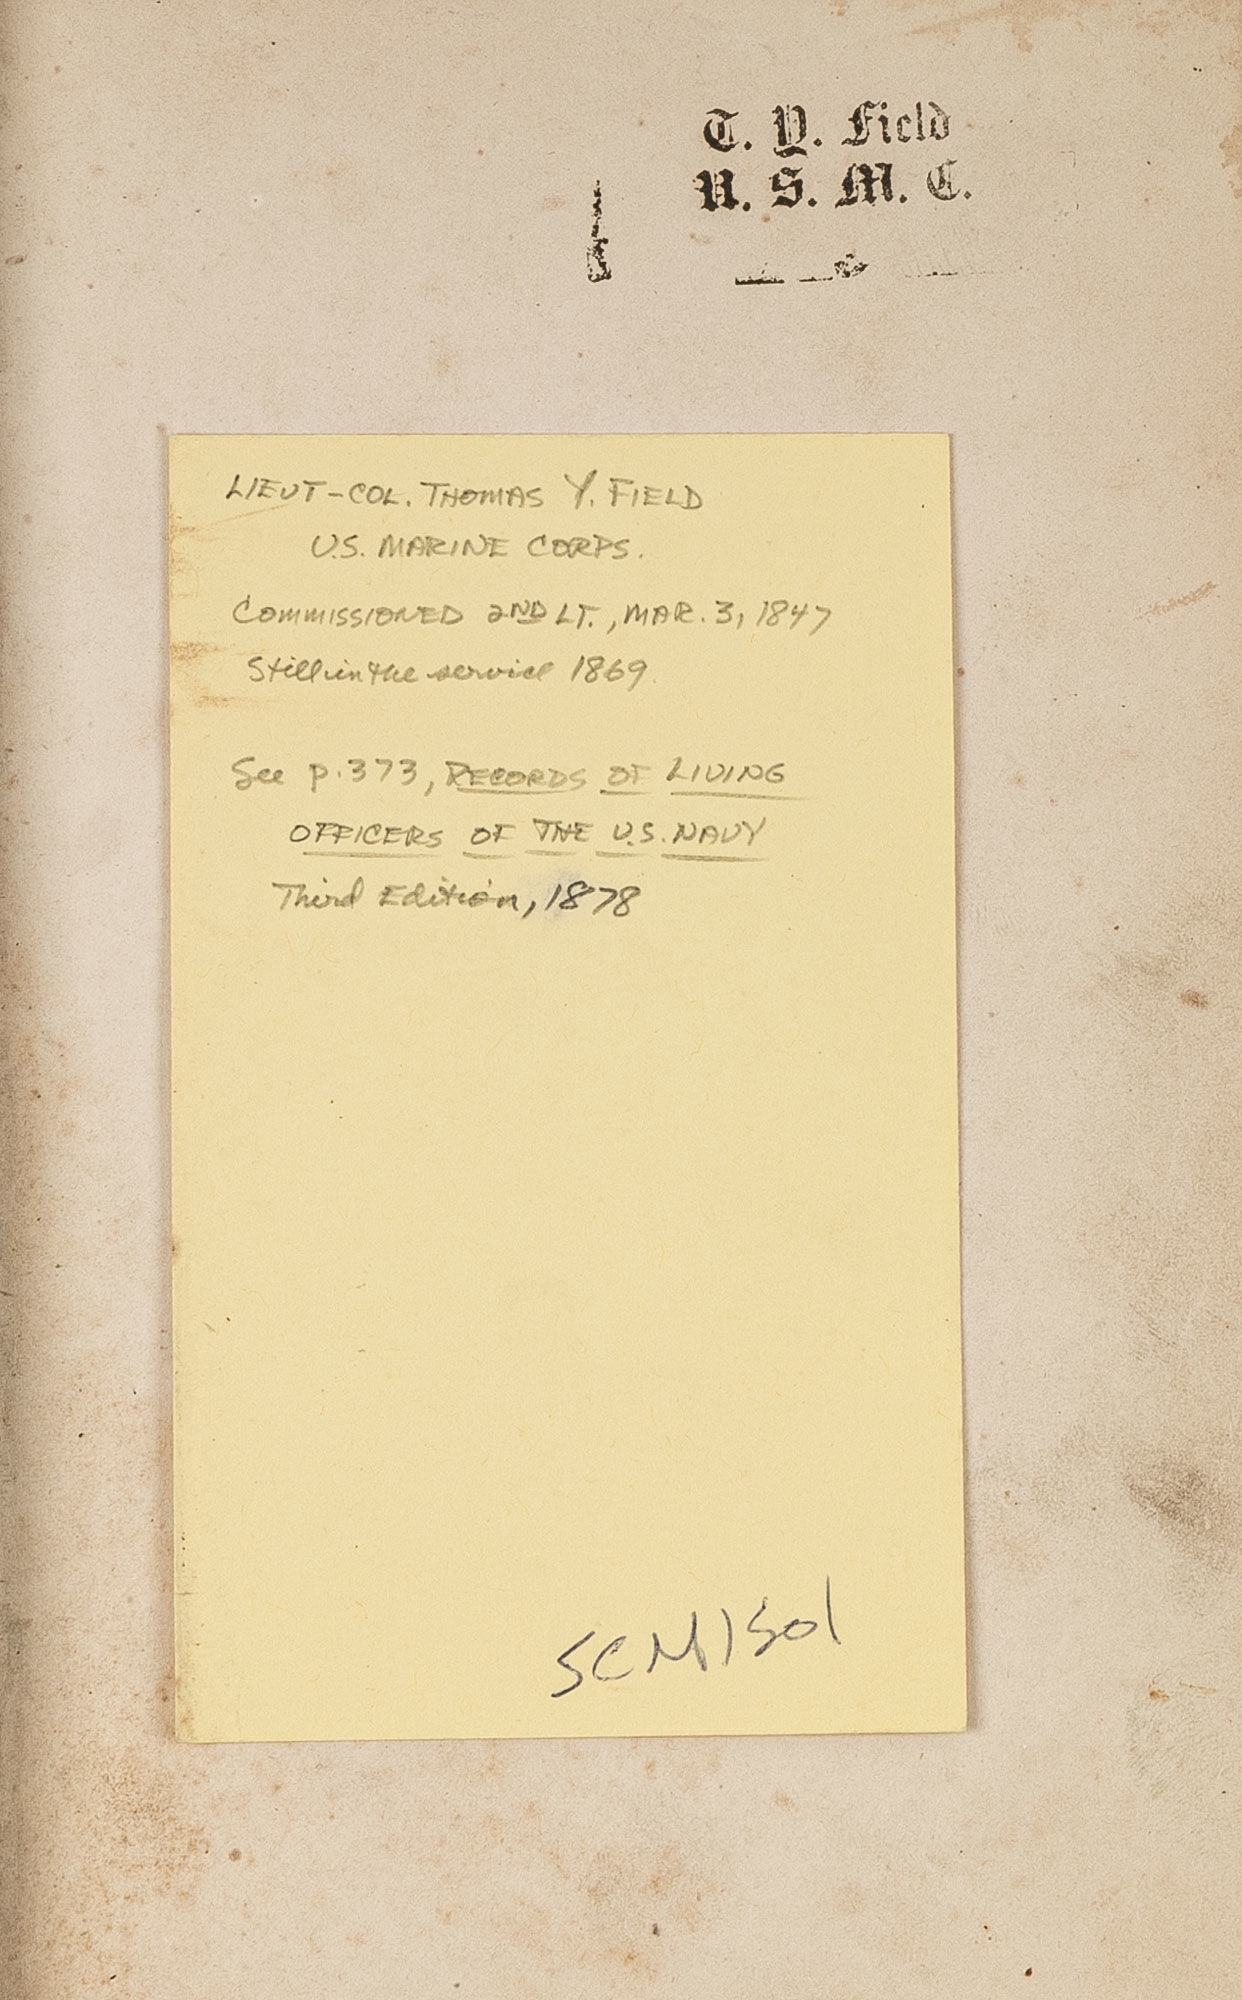 T. Y. Field
U. S. M. C.
LIEUT-COL. THOMAS Y. FIELD
U.S. MARINE CORPS.
COMMISSIONED 2ND LT., MAR. 3, 1847
Still in the service 1869.
See p. 373, RECORDS OF LIVING
OFFICERS OF THE U.S. NAVY
Third Edition, 1878
SCM1501